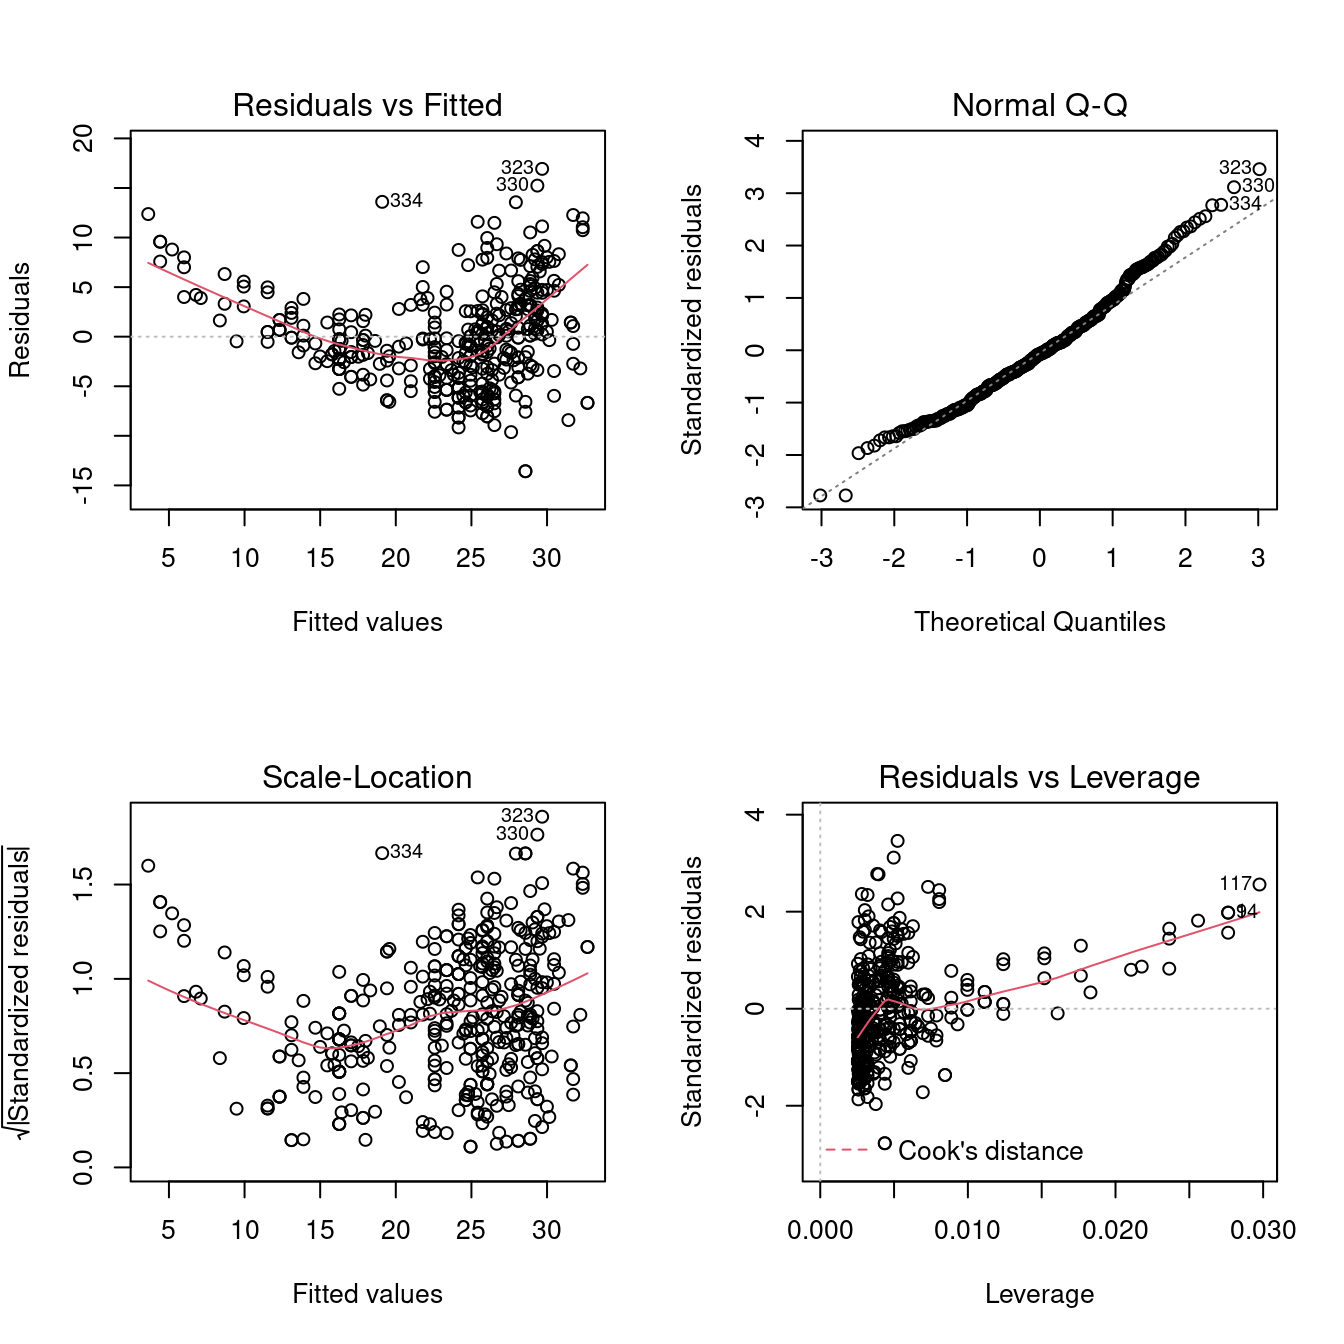 Residuals vs Fitted
Residuals
20
10
5
0
-5
-15
323
330
334
5 10 15 20 25 30
Fitted values
Normal Q-Q
Standardized residuals
4
3
2
1
0
-1
-2
-3
323
330
334
-3 -2 -1 0 1 2 3
Theoretical Quantiles
Scale-Location
√|Standardized residuals|
1.5
1.0
0.5
0.0
323
330
334
5 10 15 20 25 30
Fitted values
Residuals vs Leverage
Standardized residuals
4
2
0
-2
117
94
Cook's distance
0.000 0.010 0.020 0.030
Leverage